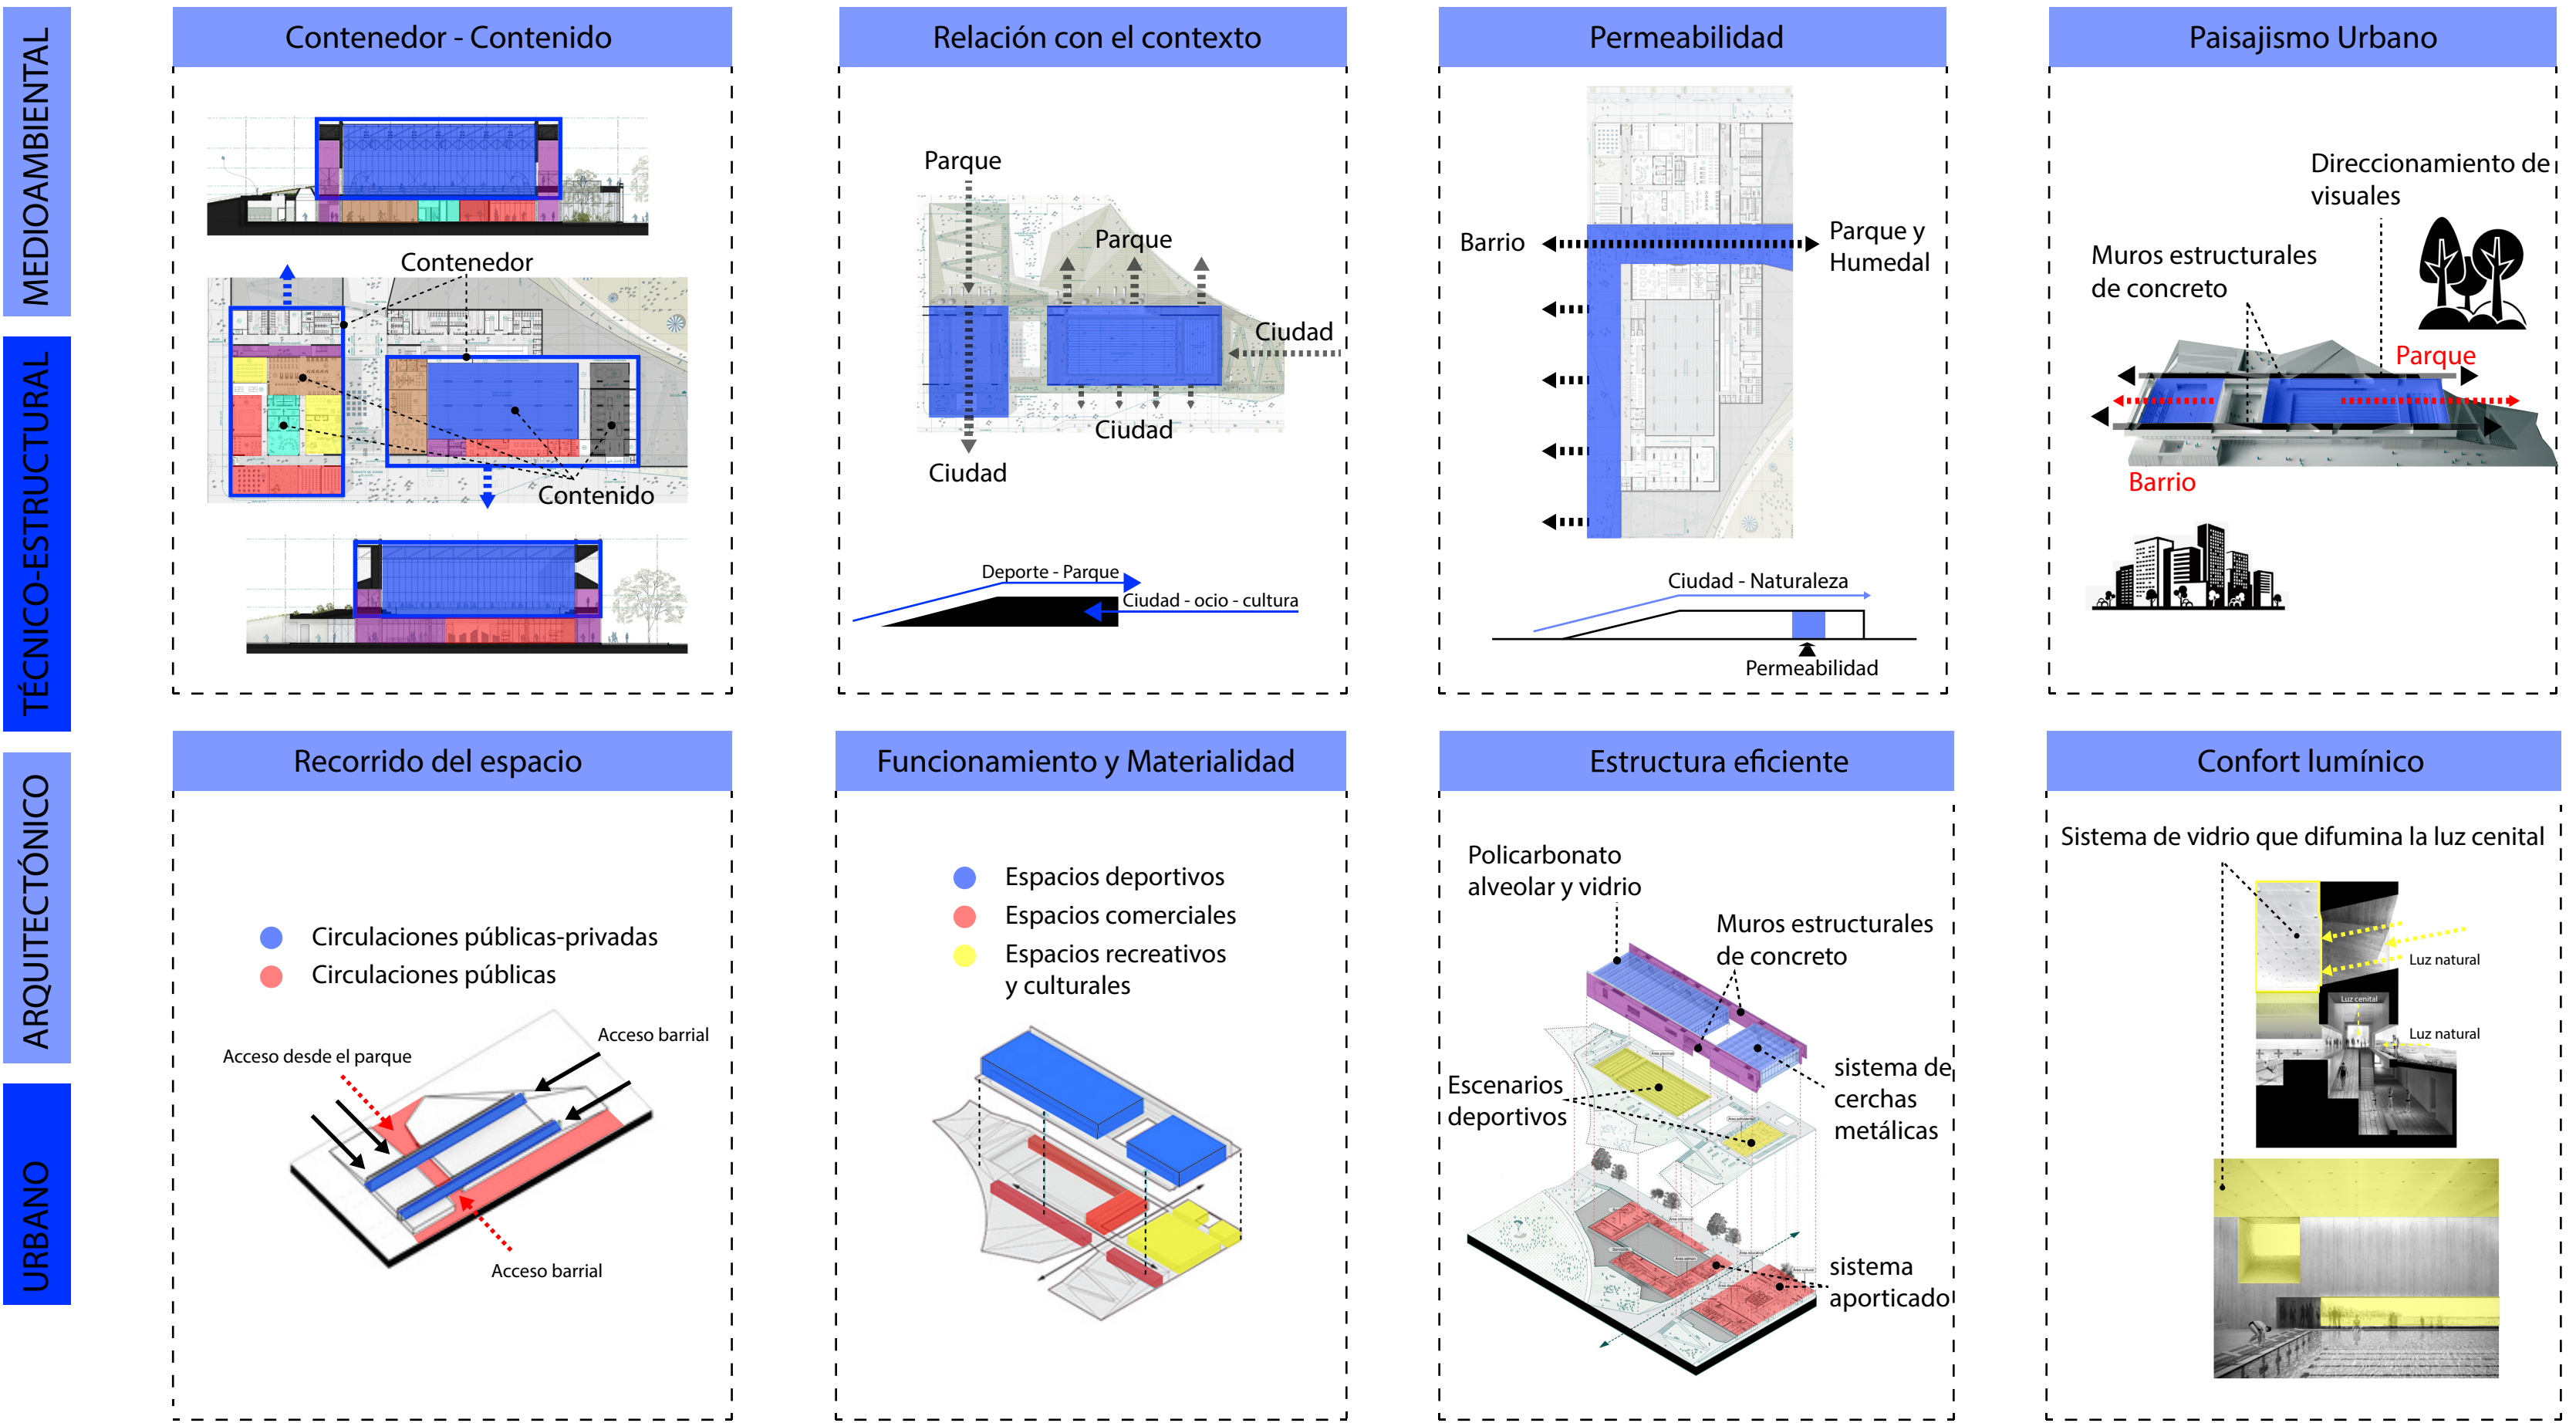 MEDIOAMBIENTAL
TÉCNICO-ESTRUCTURAL
ARQUITECTÓNICO
URBANO
Contenedor - Contenido
Contenedor
Contenido
Relación con el contexto
Parque
Parque
Ciudad
Ciudad
Ciudad
Deporte - Parque
Ciudad - ocio - cultura
Permeabilidad
Barrio
Parque y
Humedal
Ciudad - Naturaleza
Permeabilidad
Paisajismo Urbano
Direccionamiento de
visuales
Muros estructurales
de concreto
Parque
Barrio
Recorrido del espacio
Circulaciones públicas-privadas
Circulaciones públicas
Acceso barrial
Acceso desde el parque
Acceso barrial
Funcionamiento y Materialidad
Espacios deportivos
Espacios comerciales
Espacios recreativos
y culturales
Estructura eficiente
Policarbonato
alveolar y vidrio
Muros estructurales
de concreto
sistema de
cerchas
metálicas
Escenarios
deportivos
sistema
aporticado
Confort lumínico
Sistema de vidrio que difumina la luz cenital
Luz natural
Luz cenital
Luz natural